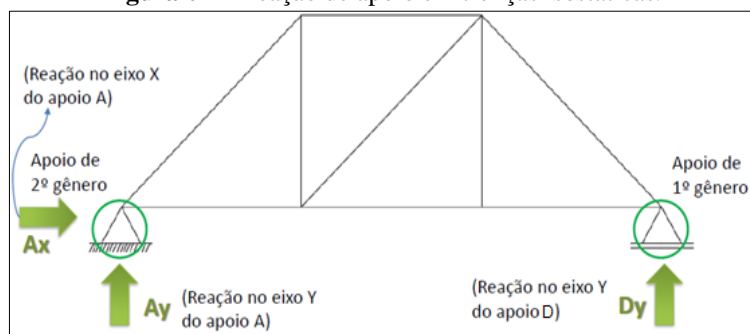 (Reação no eixo X
do apoio A)
Apoio de
2º gênero
Ax
Ay
(Reação no eixo Y
do apoio A)
Apoio de
1º gênero
(Reação no eixo Y
do apoio D)
Dy